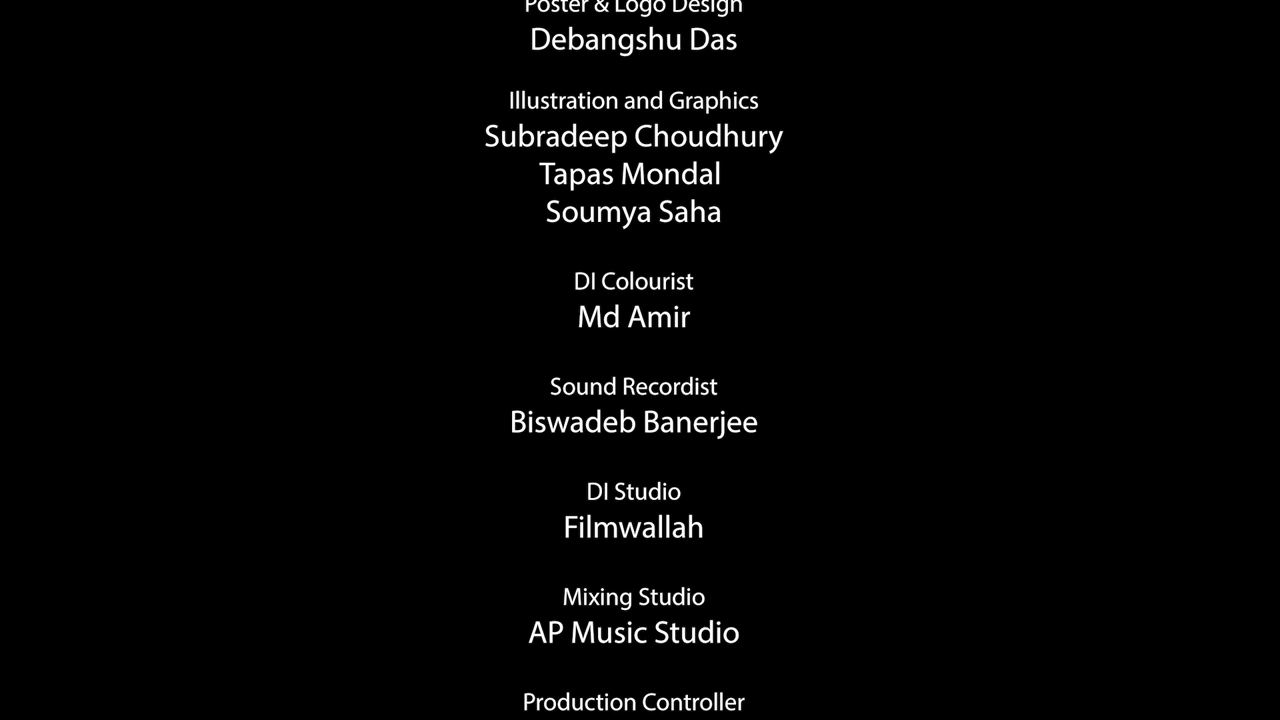 Poster & Logo Design
Debangshu Das
Illustration and Graphics
Subradeep Choudhury
Tapas Mondal
Soumya Saha
DI Colourist
Md Amir
Sound Recordist
Biswadeb Banerjee
DI Studio
Filmwallah
Mixing Studio
AP Music Studio
Production Controller